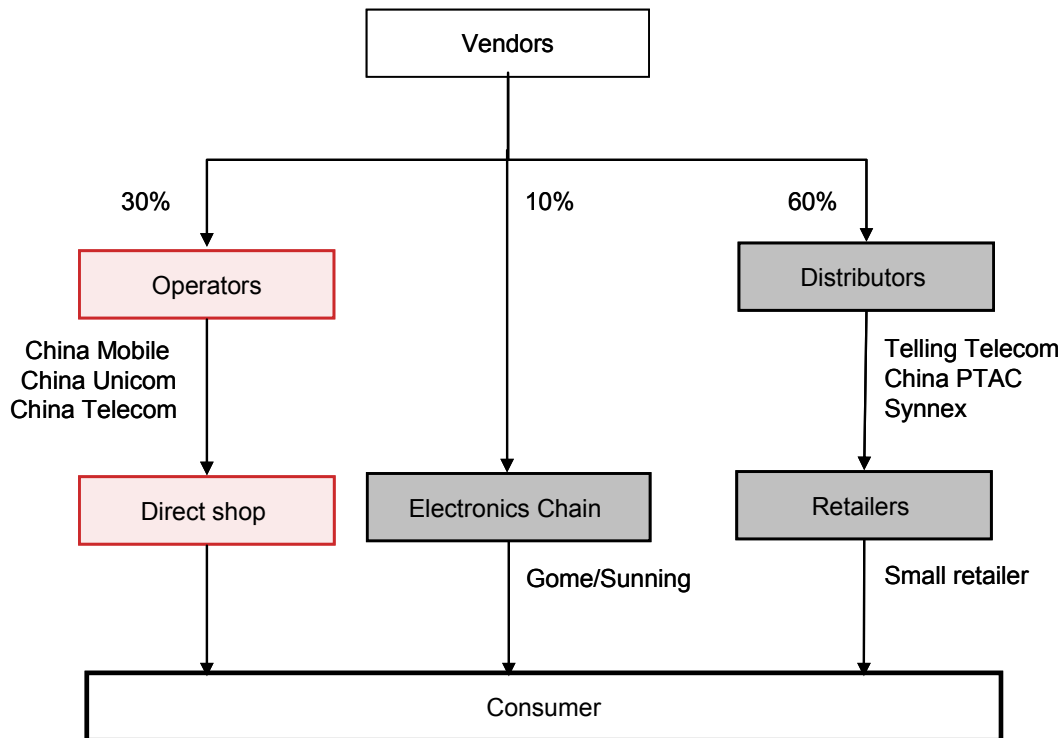 Vendors
30%
10%
60%
Operators
Distributors
China Mobile
China Unicom
China Telecom
Telling Telecom
China PTAC
Synnex
Direct shop
Electronics Chain
Retailers
Gome/Sunning
Small retailer
Consumer